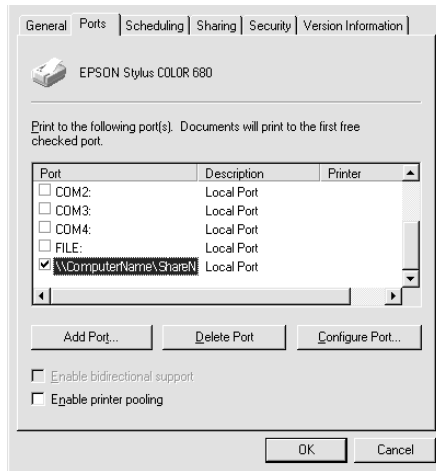 General Ports Scheduling Sharing Security Version Information
EPSON Stylus COLOR 680
Print to the following port(s). Documents will print to the first free
checked port.
Port Description Printer
COM2: Local Port
COM3: Local Port
COM4: Local Port
FILE: Local Port
\\ComputerName\ShareN Local Port
Add Port... Delete Port Configure Port...
Enable bidirectional support
Enable printer pooling
OK Cancel